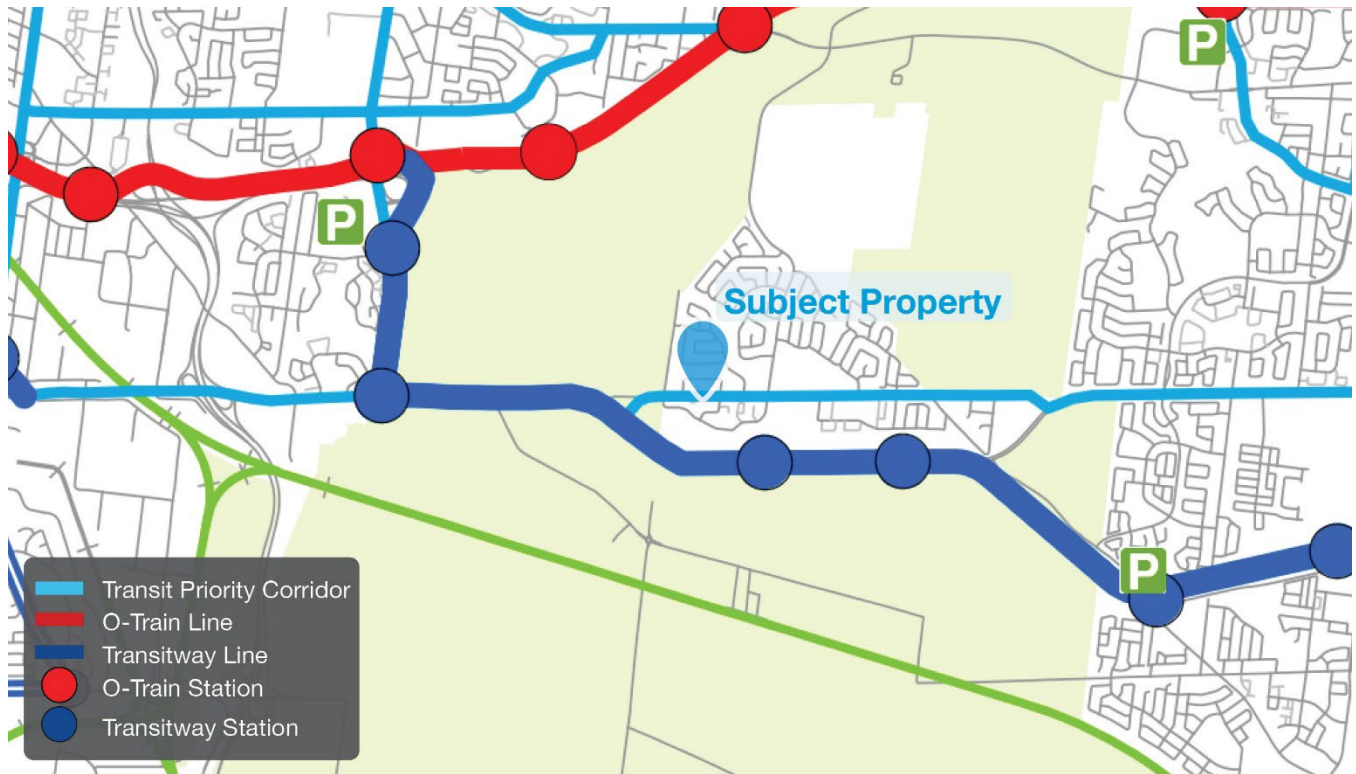 P
P
Subject Property
P
Transit Priority Corridor
O-Train Line
Transitway Line
O-Train Station
Transitway Station